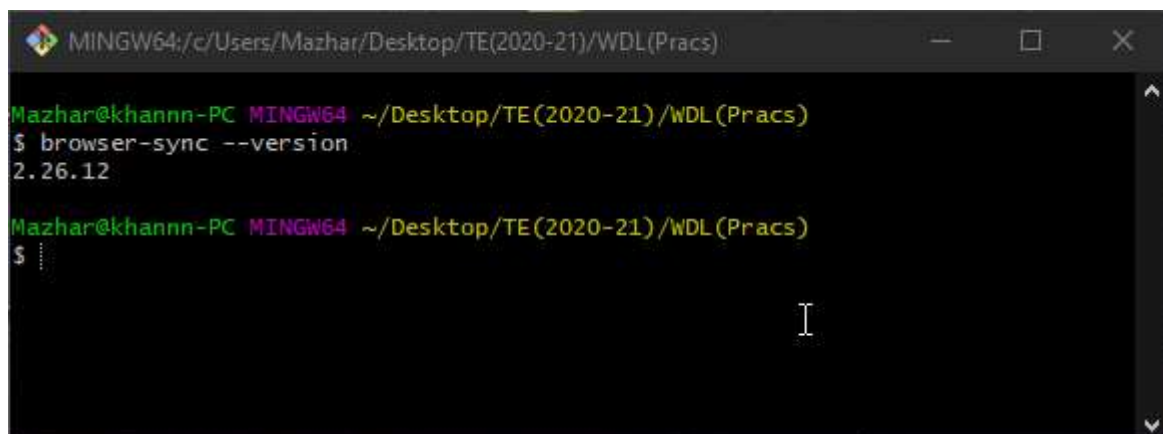 MINGW64:/c/Users/Mazhar/Desktop/TE(2020-21)/WDL(Pracs)
Mazhar@khannn-PC MINGW64 ~/Desktop/TE(2020-21)/WDL(Pracs)
$ browser-sync --version
2.26.12
Mazhar@khannn-PC MINGW64 ~/Desktop/TE(2020-21)/WDL(Pracs)
$